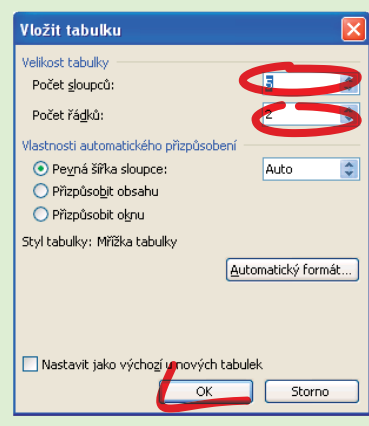 Vložit tabulku
Velikost tabulky
Počet sloupců: 5
Počet řádků: 2
Vlastnosti automatického přizpůsobení
Pevná šířka sloupce: Auto
Přizpůsobit obsahu
Přizpůsobit oknu
Styl tabulky: Mřížka tabulky
Automatický formát...
Nastavit jako výchozí u nových tabulek
OK Storno